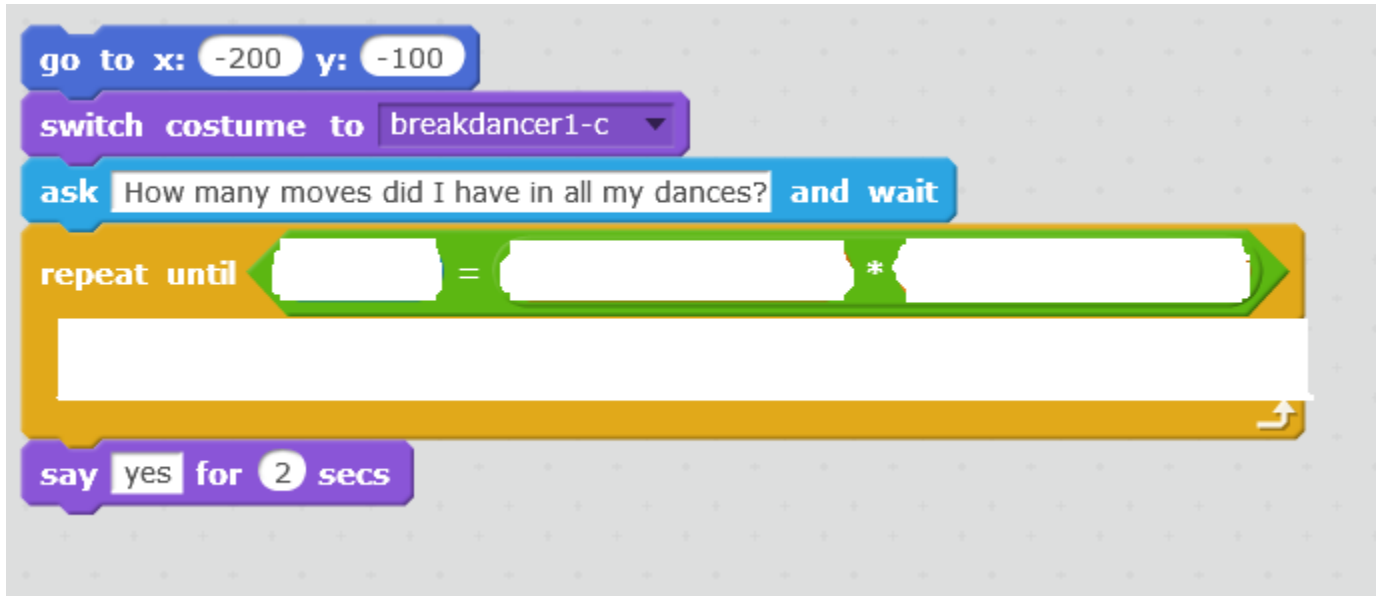 go to x: -200 y: -100
switch costume to breakdancer1-c
ask How many moves did I have in all my dances? and wait
repeat until = *
say yes for 2 secs